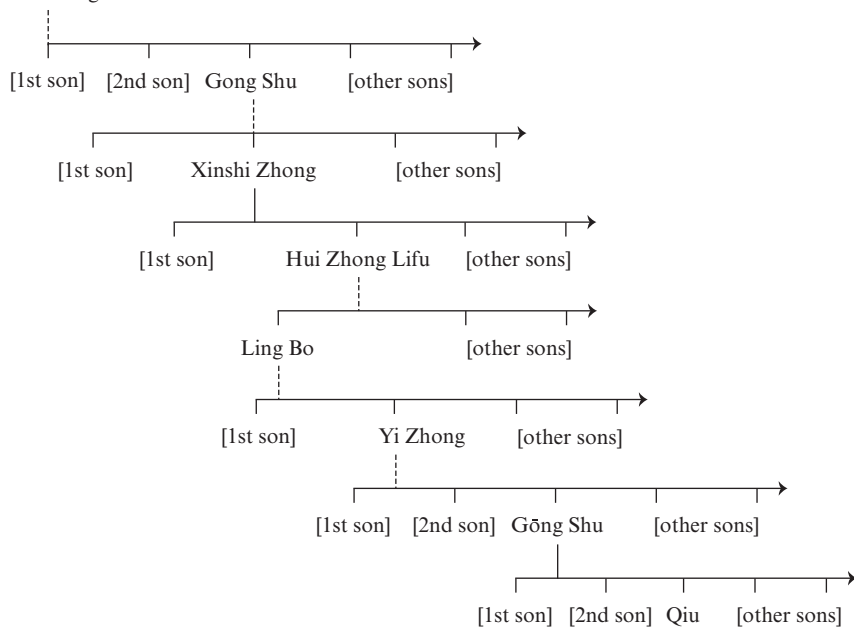 [1st son] [2nd son] Gong Shu [other sons]
[1st son] Xinshi Zhong [other sons]
[1st son] Hui Zhong Lifu [other sons]
Ling Bo [other sons]
[1st son] Yi Zhong [other sons]
[1st son] [2nd son] Gōng Shu [other sons]
[1st son] [2nd son] Qiu [other sons]